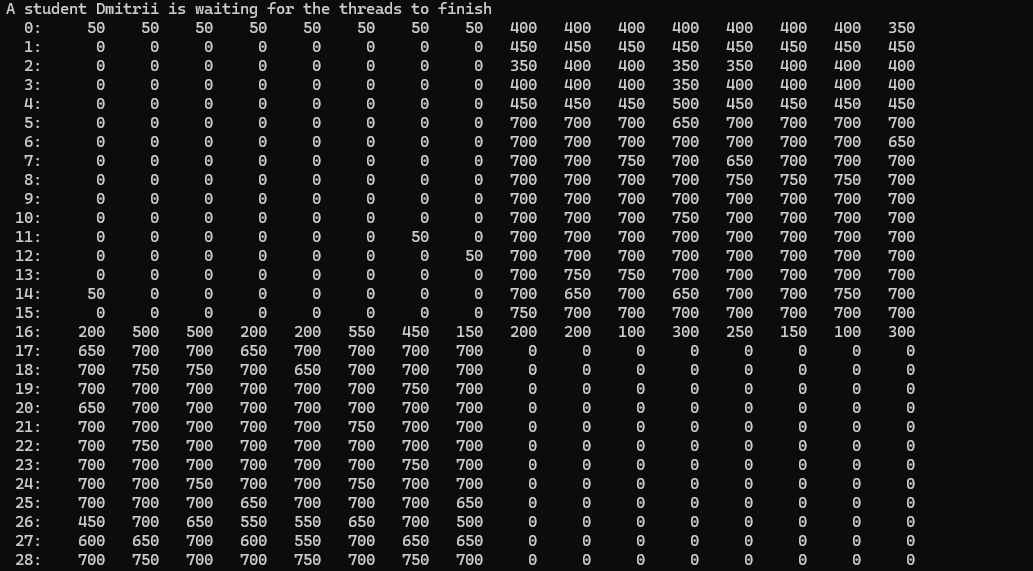 A student Dmitrii is waiting for the threads to finish
0: 50 50 50 50 50 50 50 50 400 400 400 400 400 400 400 350
1: 0 0 0 0 0 0 0 0 450 450 450 450 450 450 450 450
2: 0 0 0 0 0 0 0 0 350 400 400 350 350 400 400 400
3: 0 0 0 0 0 0 0 0 400 400 400 350 400 400 400 400
4: 0 0 0 0 0 0 0 0 450 450 450 500 450 450 450 450
5: 0 0 0 0 0 0 0 0 700 700 700 650 700 700 700 700
6: 0 0 0 0 0 0 0 0 700 700 700 700 700 700 700 650
7: 0 0 0 0 0 0 0 0 700 700 750 700 650 700 700 700
8: 0 0 0 0 0 0 0 0 700 700 700 700 750 750 750 700
9: 0 0 0 0 0 0 0 0 700 700 700 700 700 700 700 700
10: 0 0 0 0 0 0 0 0 700 700 700 750 700 700 700 700
11: 0 0 0 0 0 0 50 0 700 700 700 700 700 700 700 700
12: 0 0 0 0 0 0 0 50 700 700 700 700 700 700 700 700
13: 0 0 0 0 0 0 0 0 700 750 750 700 700 700 700 700
14: 50 0 0 0 0 0 0 0 700 650 700 650 700 700 750 700
15: 0 0 0 0 0 0 0 0 750 700 700 700 700 700 700 700
16: 200 500 500 200 200 550 450 150 200 200 100 300 250 150 100 300
17: 650 700 700 650 700 700 700 700 0 0 0 0 0 0 0 0
18: 700 750 750 700 650 700 700 700 0 0 0 0 0 0 0 0
19: 700 700 700 700 700 700 750 700 0 0 0 0 0 0 0 0
20: 650 700 700 700 700 700 700 700 0 0 0 0 0 0 0 0
21: 700 700 700 700 700 750 700 700 0 0 0 0 0 0 0 0
22: 700 750 700 700 700 700 700 700 0 0 0 0 0 0 0 0
23: 700 700 700 700 700 700 750 700 0 0 0 0 0 0 0 0
24: 700 700 750 700 700 750 700 700 0 0 0 0 0 0 0 0
25: 700 700 700 650 700 700 700 650 0 0 0 0 0 0 0 0
26: 450 700 650 550 550 650 700 500 0 0 0 0 0 0 0 0
27: 600 650 700 600 550 700 650 650 0 0 0 0 0 0 0 0
28: 700 750 700 700 750 700 750 700 0 0 0 0 0 0 0 0